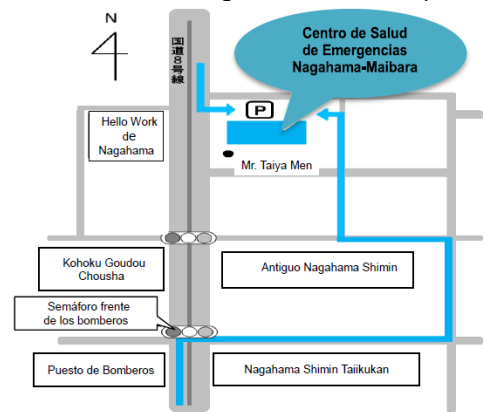 N
国道8号線
Centro de Salud
de Emergencias
Nagahama-Maibara
P
Hello Work
de
Nagahama
Mr. Taiya Men
Kohoku Goudou
Chousha
Antiguo Nagahama Shimin
Semáforo frente
de los bomberos
Puesto de Bomberos
Nagahama Shimin Taiikukan